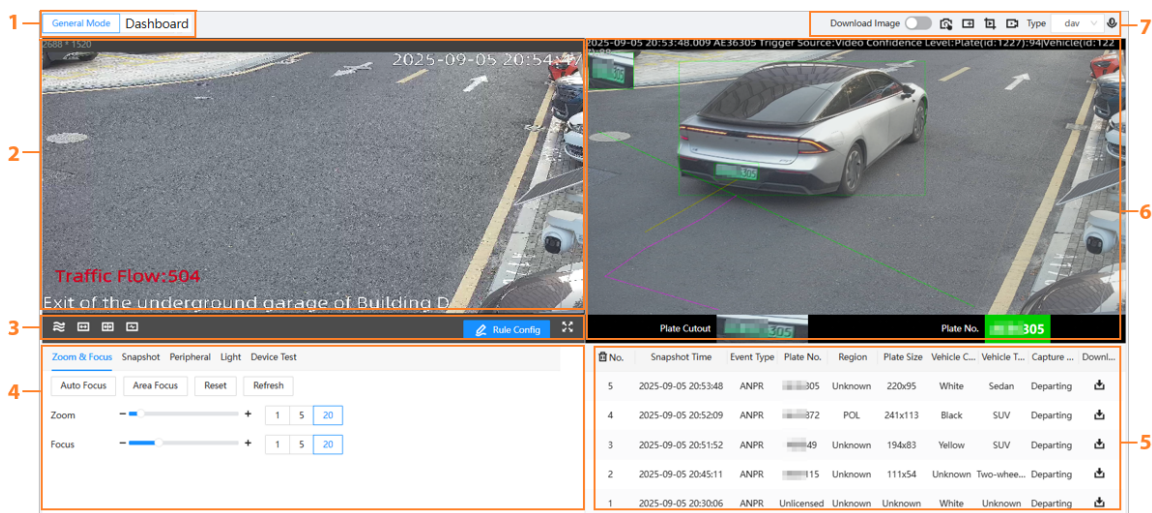 1 General Mode Dashboard
Download Image Type dav 7
2688 * 1520
2025-09-05 20:54:47
2025-09-05 20:53:48.009 AE36305 Trigger Source:Video Confidence Level:Plate(id:1227):94|Vehicle(id:122
305
305
2
6
Traffic Flow:504
Exit of the underground garage of Building D
3 Rule Config
Plate Cutout 305 Plate No. 305
Zoom & Focus Snapshot Peripheral Light Device Test
Auto Focus Area Focus Reset Refresh
4
Zoom - + 1 5 20
Focus - + 1 5 20
No. Snapshot Time Event Type Plate No. Region Plate Size Vehicle C... Vehicle T... Capture ... Downl...
5 2025-09-05 20:53:48 ANPR 305 Unknown 220x95 White Sedan Departing
4 2025-09-05 20:52:09 ANPR 372 POL 241x113 Black SUV Departing
3 2025-09-05 20:51:52 ANPR 49 Unknown 194x83 Yellow SUV Departing
5
2 2025-09-05 20:45:11 ANPR 115 Unknown 111x54 Unknown Two-whee... Departing
1 2025-09-05 20:30:06 ANPR Unlicensed Unknown Unknown White Unknown Departing